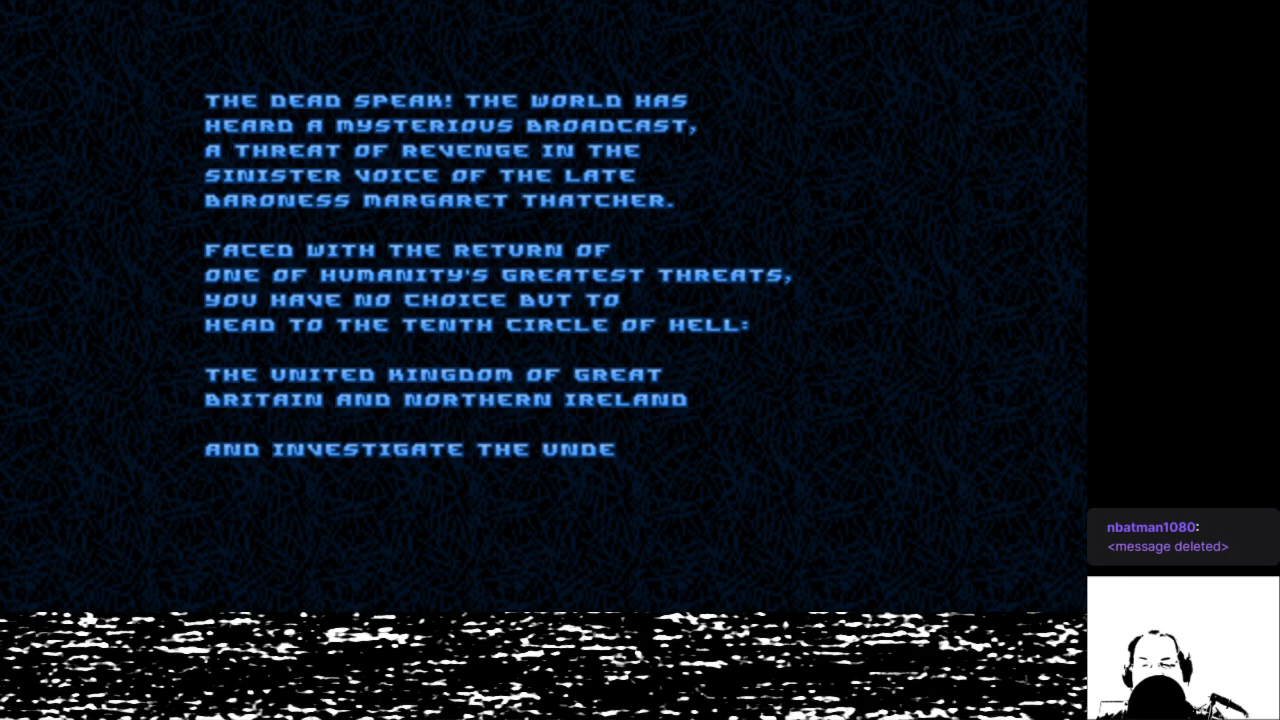 THE DEAD SPEAK! THE WORLD HAS
HEARD A MYSTERIOUS BROADCAST,
A THREAT OF REVENGE IN THE
SINISTER VOICE OF THE LATE
BARONESS MARGARET THATCHER.
FACED WITH THE RETURN OF
ONE OF HUMANITY'S GREATEST THREATS,
YOU HAVE NO CHOICE BUT TO
HEAD TO THE TENTH CIRCLE OF HELL:
THE UNITED KINGDOM OF GREAT
BRITAIN AND NORTHERN IRELAND
AND INVESTIGATE THE UNDE
nbatman1080:
<message deleted>